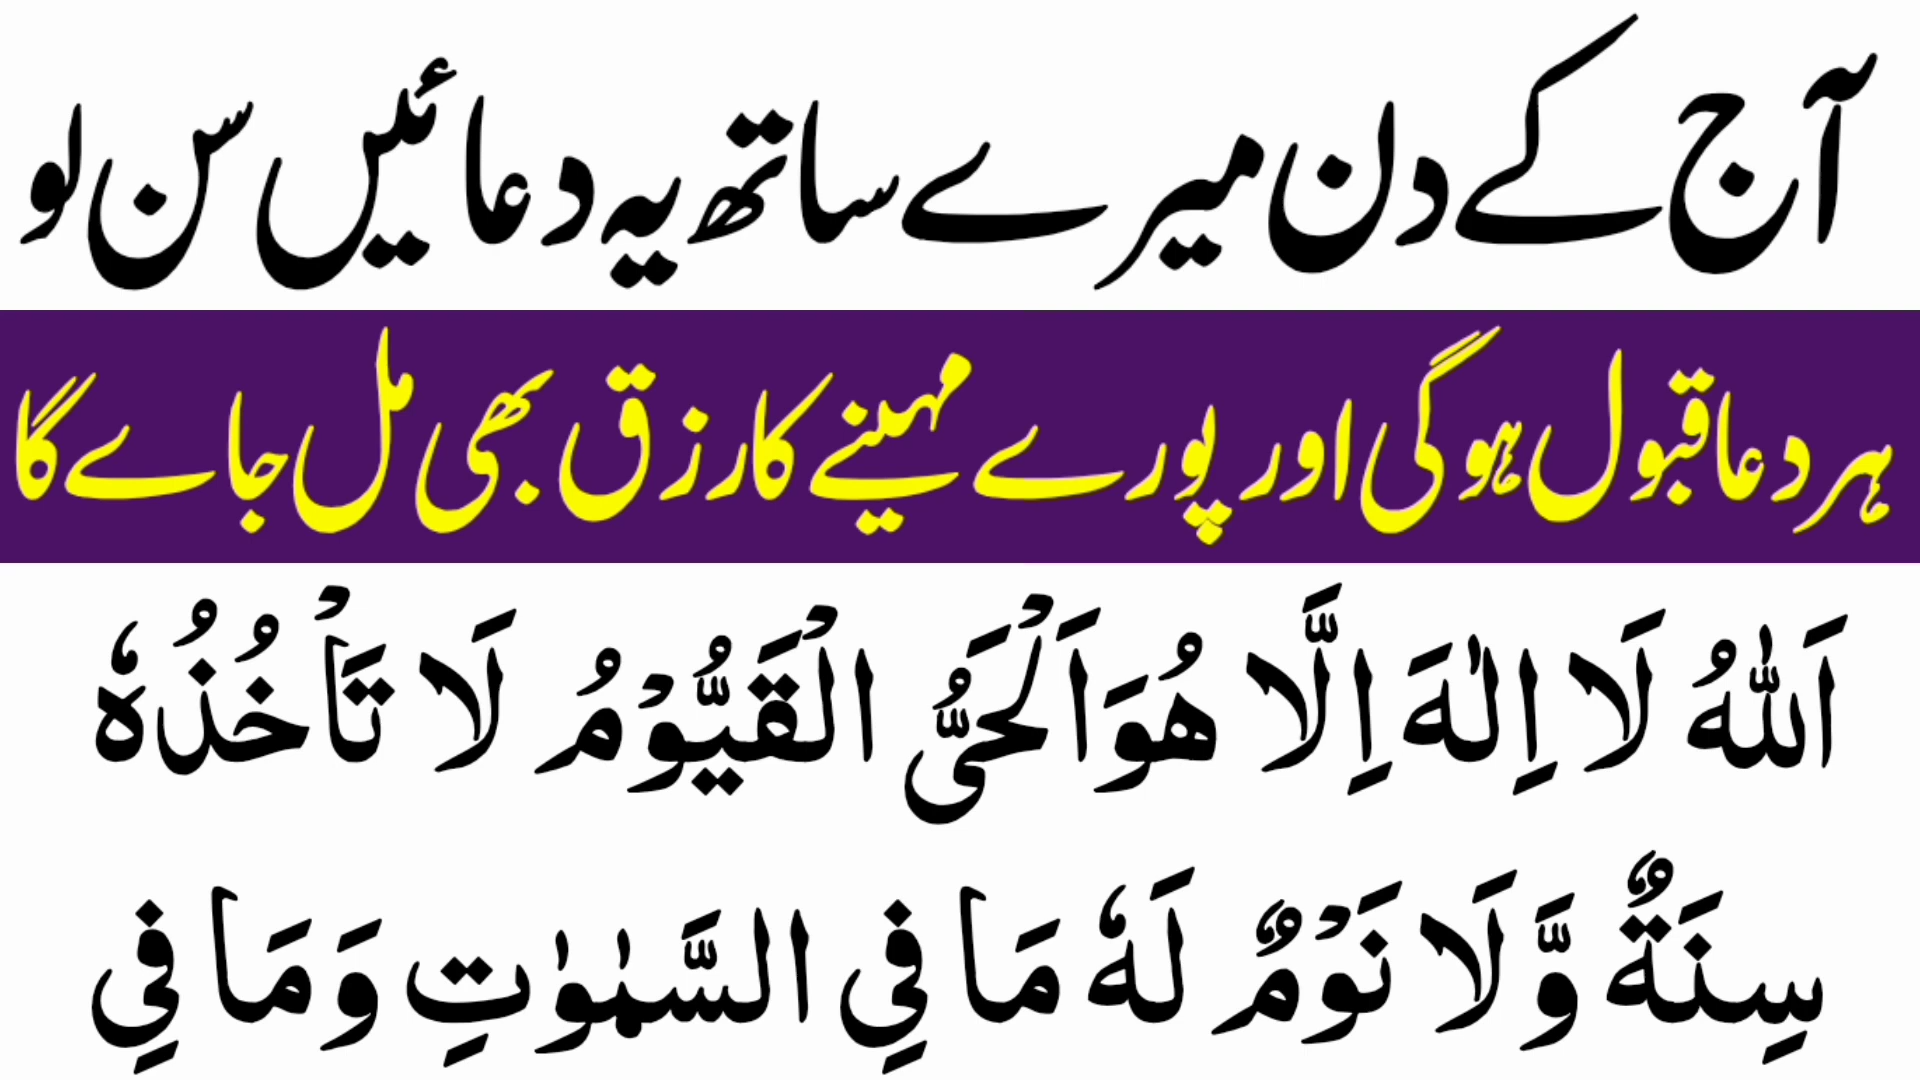 آج کے دن میرے ساتھ یہ دعائیں سن لو
ہر دعا قبول ہو گی اور پورے مہینے کا رزق بھی مل جاے گا
اَللّٰهُ لَا اِلٰهَ اِلَّا هُوَ اَلْحَیُّ الْقَیُّوْمُ لَا تَاْخُذُهٗ
سِنَةٌ وَّلَا نَوْمٌ لَهٗ مَا فِی السَّمٰوٰتِ وَمَا فِی